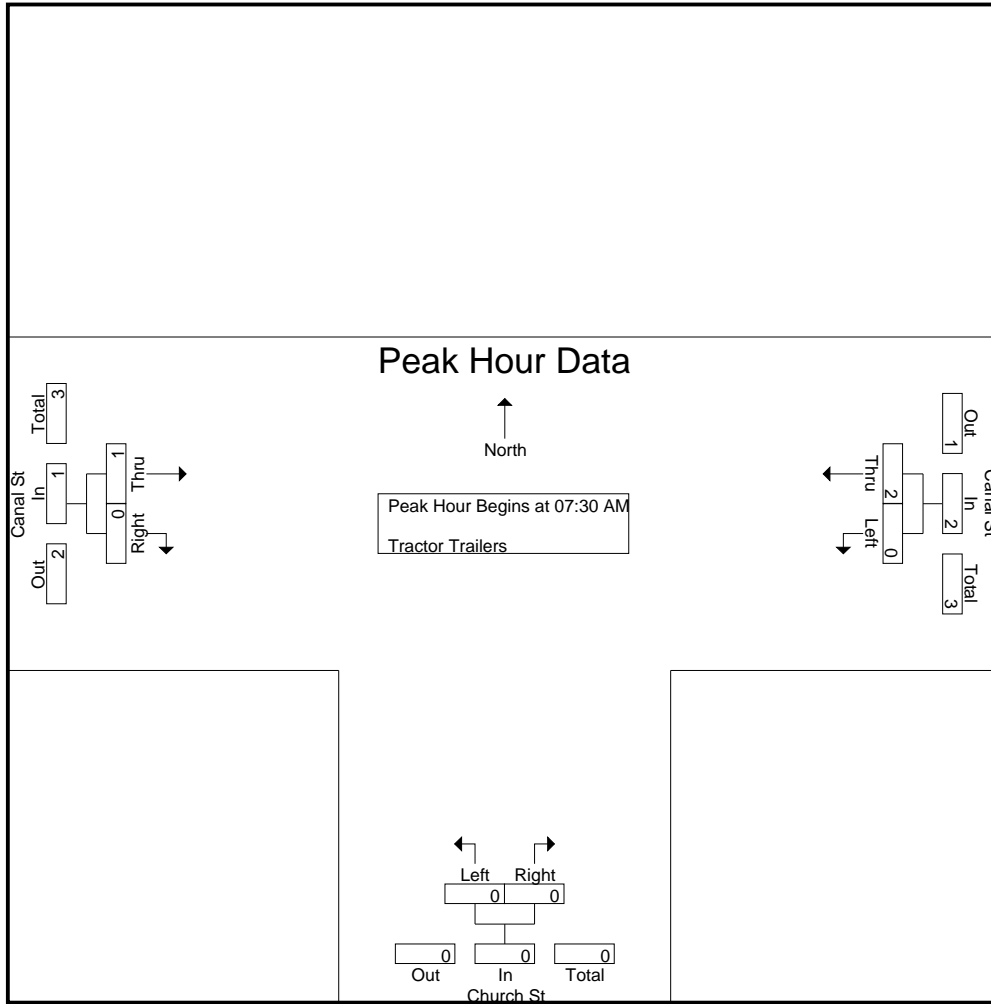 Peak Hour Data
North
Peak Hour Begins at 07:30 AM
Tractor Trailers
Canal St
Total
3
In
1
Out
2
Thru
1
Right
0
Out
1
In
2
Total
3
Thru
2
Left
0
Canal St
Left Right
0 0
0 0 0
Out In Total
Church St